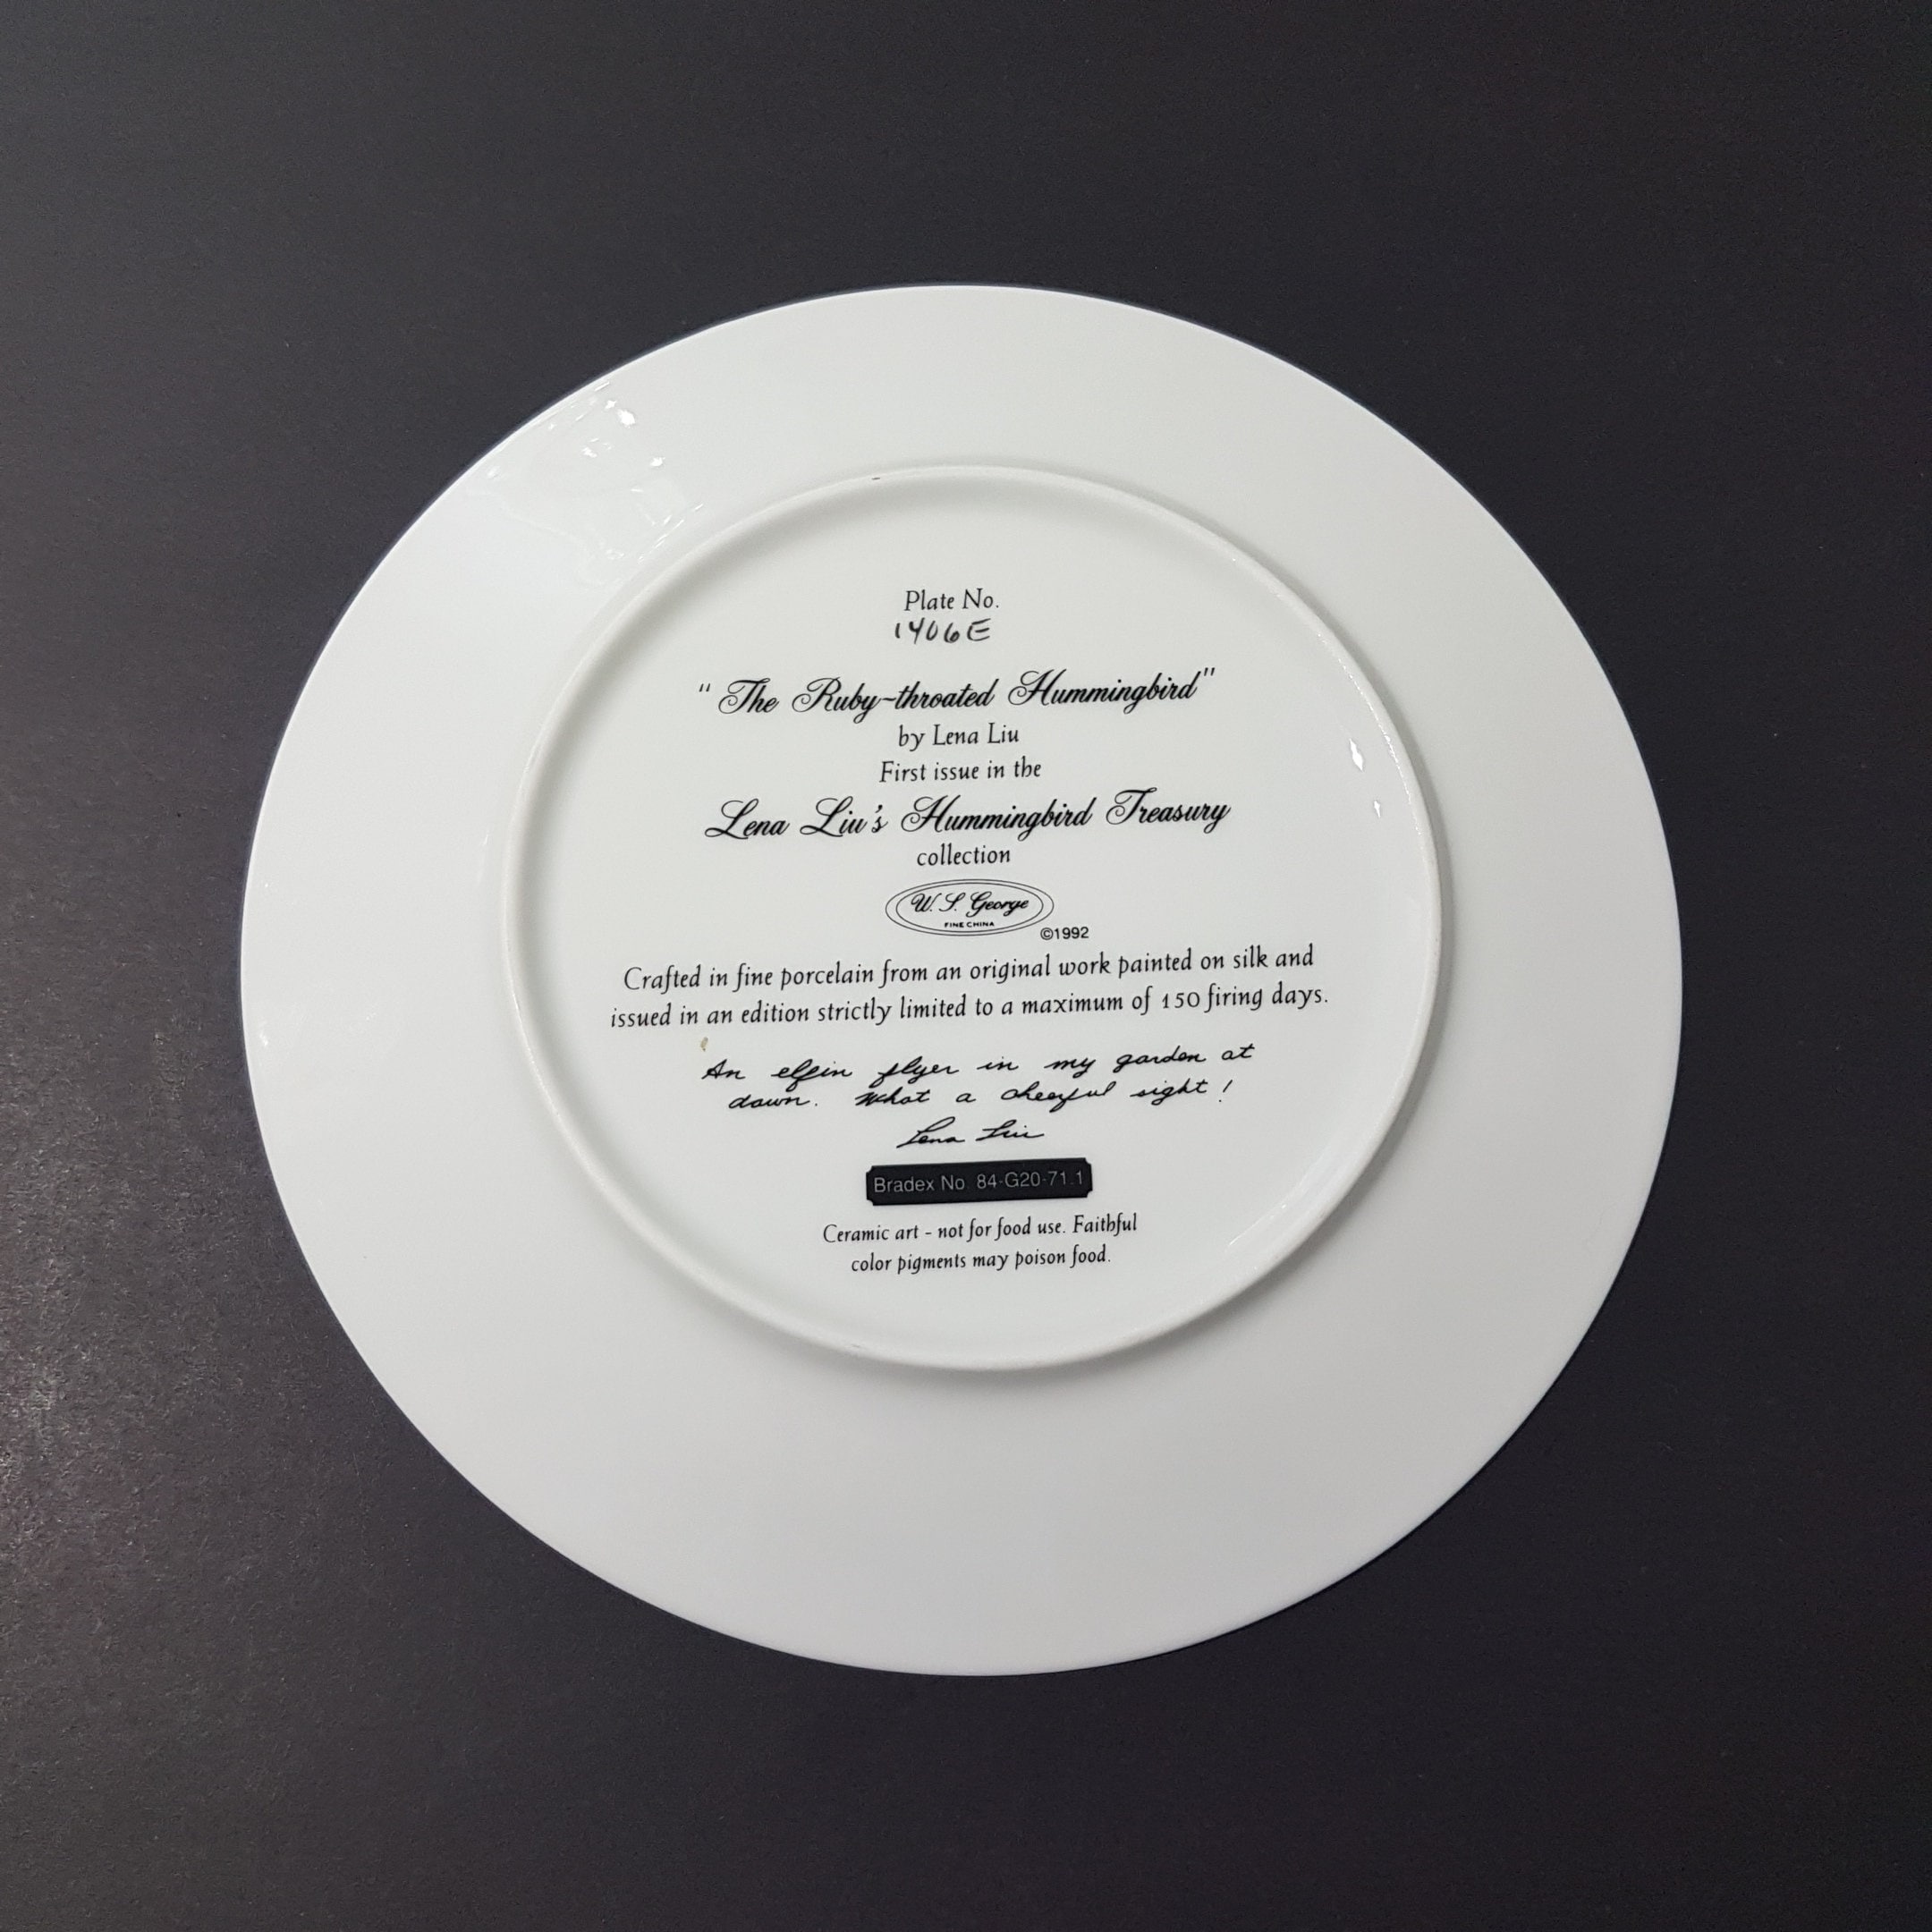 Plate No.
1406E
"The Ruby-throated Hummingbird"
by Lena Liu
First issue in the
Lena Liu's Hummingbird Treasury
collection
W. S. George
FINE CHINA
©1992
Crafted in fine porcelain from an original work painted on silk and
issued in an edition strictly limited to a maximum of 150 firing days.
An elfin flyer in my garden at
dawn. What a cheerful sight!
Lena Liu
Bradex No. 84-G20-71.1
Ceramic art - not for food use. Faithful
color pigments may poison food.